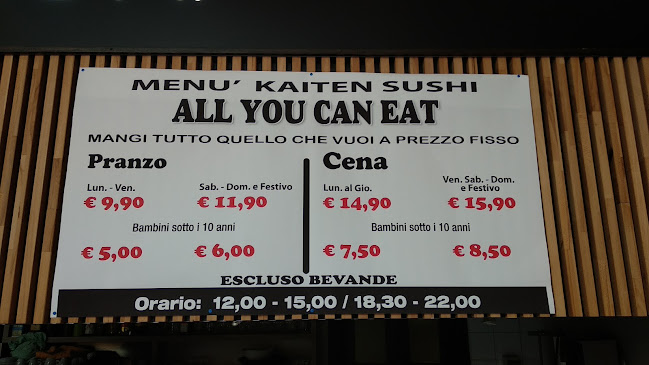 MENU' KAITEN SUSHI
ALL YOU CAN EAT
MANGI TUTTO QUELLO CHE VUOI A PREZZO FISSO
Pranzo
Lun. - Ven. Sab. - Dom. e Festivo
€ 9,90 € 11,90
Bambini sotto i 10 anni
€ 5,00 € 6,00
Cena
Lun. al Gio. Ven. Sab. - Dom.
e Festivo
€ 14,90 € 15,90
Bambini sotto i 10 anni
€ 7,50 € 8,50
ESCLUSO BEVANDE
Orario: 12,00 - 15,00 / 18,30 - 22,00